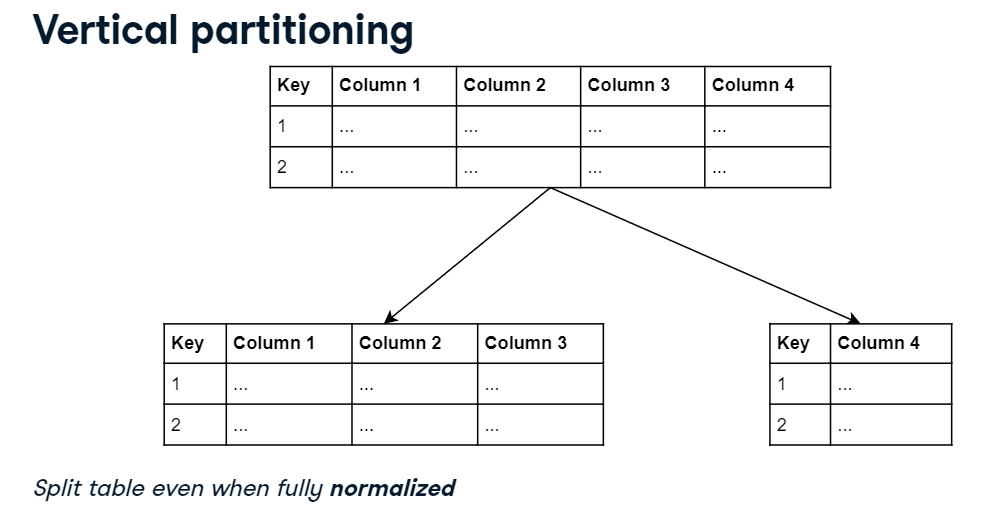 Vertical partitioning
Key Column 1 Column 2 Column 3 Column 4
1 ... ... ... ...
2 ... ... ... ...
Key Column 1 Column 2 Column 3
1 ... ... ...
2 ... ... ...
Key Column 4
1 ...
2 ...
Split table even when fully normalized